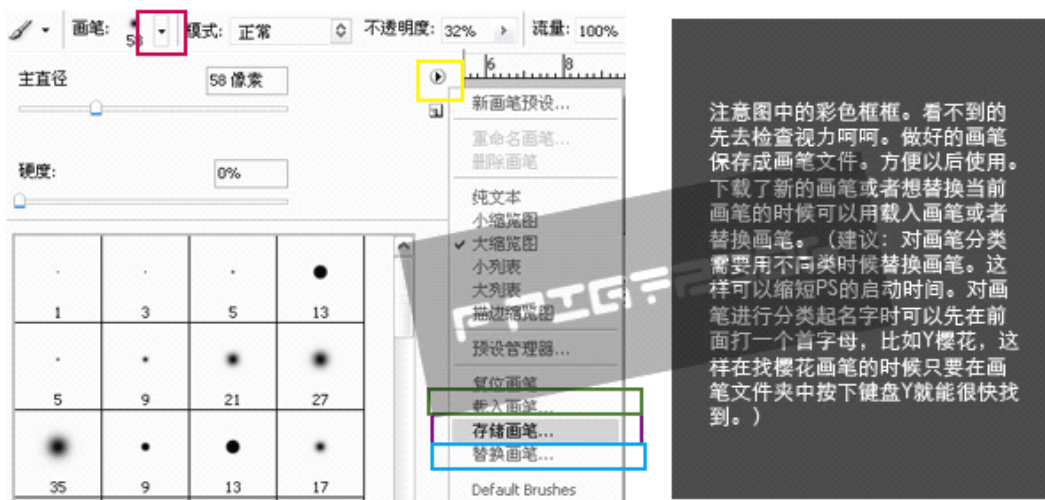 画笔: 58 模式: 正常 不透明度: 32% 流量: 100%
主直径 58 像素
硬度: 0%
1 3 5 13
5 9 21 27
35 9 13 17
6 8
新画笔预设...
重命名画笔...
删除画笔
纯文本
小缩览图
✓ 大缩览图
小列表
大列表
描边缩览图
预设管理器...
复位画笔...
载入画笔...
存储画笔...
替换画笔...
Default Brushes
注意图中的彩色框框。看不到的
先去检查视力呵呵。做好的画笔
保存成画笔文件。方便以后使用。
下载了新的画笔或者想替换当前
画笔的时候可以用载入画笔或者
替换画笔。（建议：对画笔分类
需要用不同类时候替换画笔。这
样可以缩短PS的启动时间。对画
笔进行分类起名字时可以先在前
面打一个首字母，比如Y樱花，这
样在找樱花画笔的时候只要在画
笔文件夹中按下键盘Y就能很快找
到。）